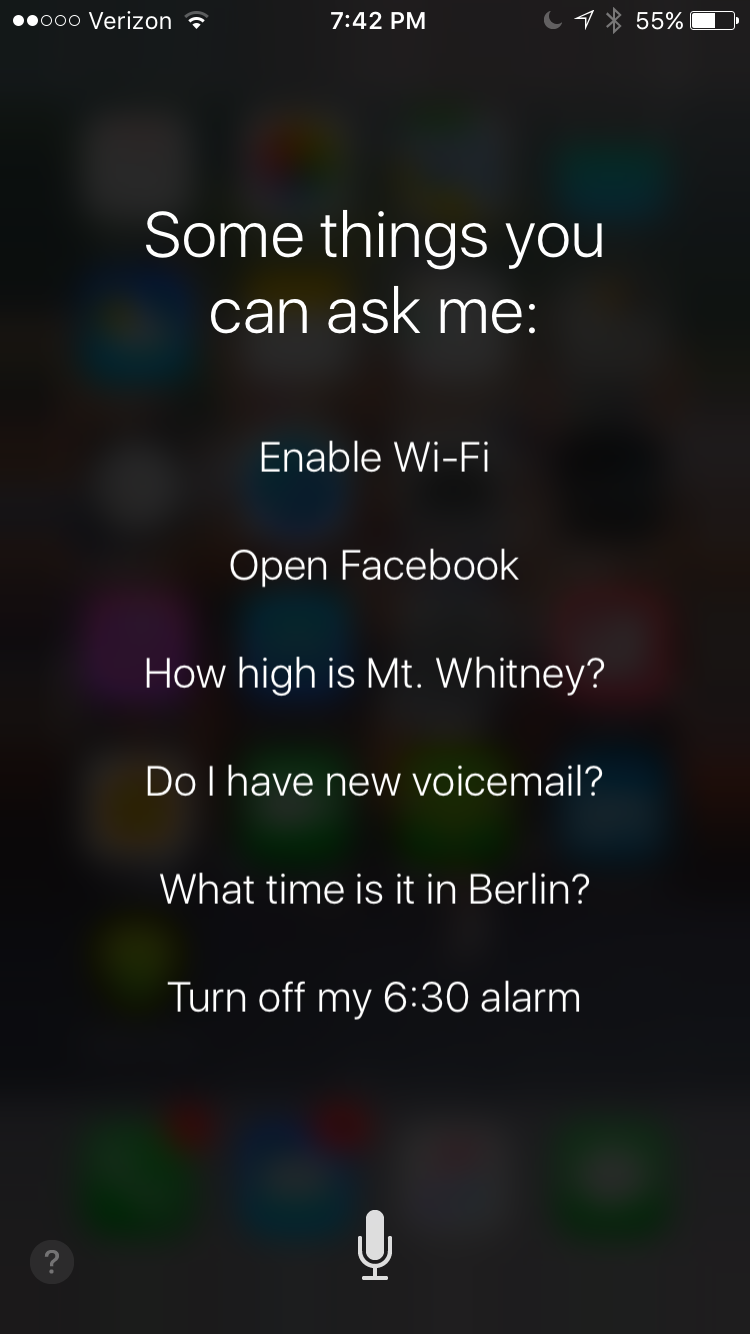 Verizon 7:42 PM 55%
Some things you
can ask me:
Enable Wi-Fi
Open Facebook
How high is Mt. Whitney?
Do I have new voicemail?
What time is it in Berlin?
Turn off my 6:30 alarm
?